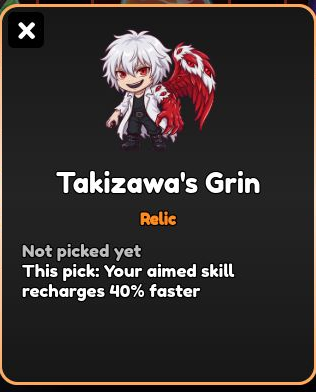 Takizawa's Grin
Relic
Not picked yet
This pick: Your aimed skill
recharges 40% faster